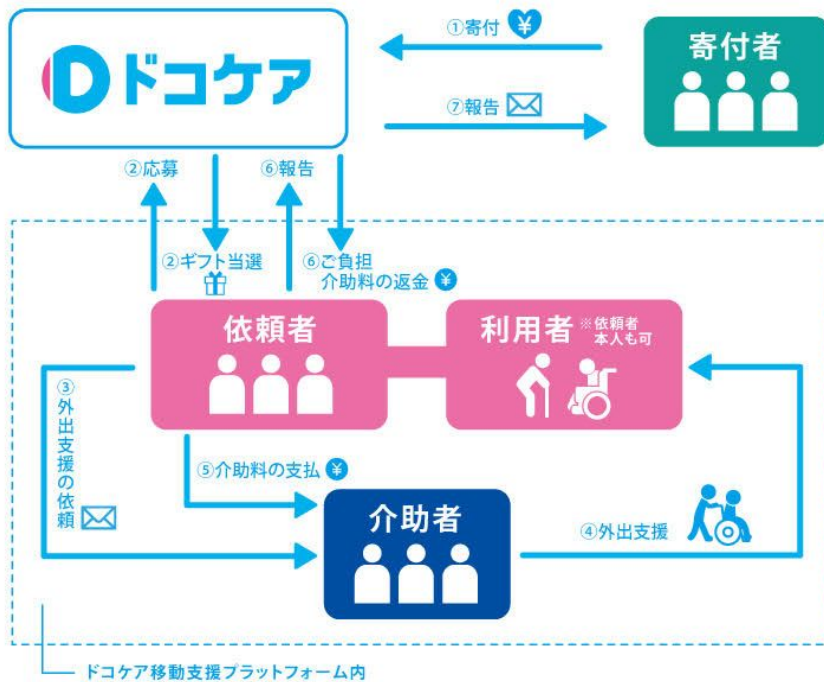 ドコケア
①寄付
¥
寄付者
⑦報告
②応募
⑥報告
②ギフト当選
⑥ご負担
介助料の返金 ¥
依頼者
利用者 ※依頼者
本人も可
③外出支援の依頼
⑤介助料の支払 ¥
介助者
④外出支援
ドコケア移動支援プラットフォーム内